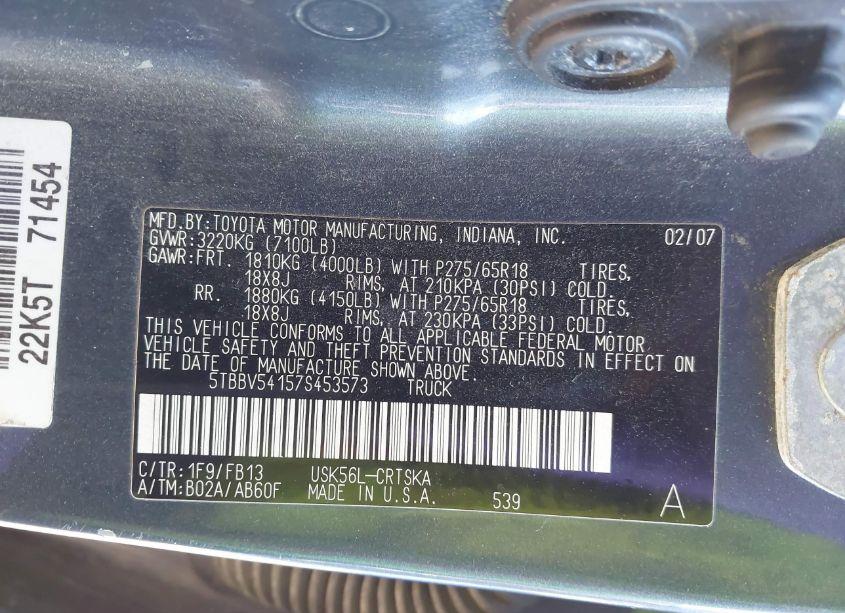 22K5T 71454
MFD.BY:TOYOTA MOTOR MANUFACTURING, INDIANA, INC. 02/07
GVWR:3220KG (7100LB)
GAWR:FRT. 1810KG (4000LB) WITH P275/65R18 TIRES,
18X8J RIMS, AT 210KPA (30PSI) COLD
RR. 1880KG (4150LB) WITH P275/65R18 TIRES,
18X8J RIMS, AT 230KPA (33PSI) COLD.
THIS VEHICLE CONFORMS TO ALL APPLICABLE FEDERAL MOTOR
VEHICLE SAFETY AND THEFT PREVENTION STANDARDS IN EFFECT ON
THE DATE OF MANUFACTURE SHOWN ABOVE.
5TBBV54157S453573 TRUCK
C/TR:1F9/FB13 USK56L-CRTSKA
A/TM:B02A/AB60F MADE IN U.S.A. 539 A